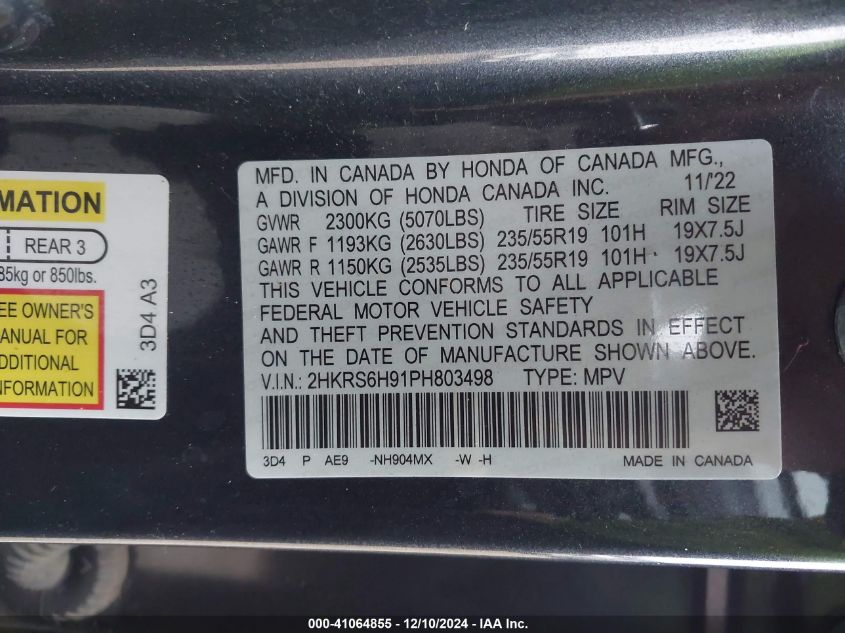 MATION
REAR 3
85kg or 850lbs.
EE OWNER'S
ANUAL FOR
DDITIONAL
NFORMATION
3D4 A3
MFD. IN CANADA BY HONDA OF CANADA MFG.,
A DIVISION OF HONDA CANADA INC. 11/'22
GVWR 2300KG (5070LBS) TIRE SIZE RIM SIZE
GAWR F 1193KG (2630LBS) 235/55R19 101H 19X7.5J
GAWR R 1150KG (2535LBS) 235/55R19 101H 19X7.5J
THIS VEHICLE CONFORMS TO ALL APPLICABLE
FEDERAL MOTOR VEHICLE SAFETY
AND THEFT PREVENTION STANDARDS IN EFFECT
ON THE DATE OF MANUFACTURE SHOWN ABOVE.
V.I.N.: 2HKRS6H91PH803498 TYPE: MPV
3D4 P AE9 -NH904MX -W -H MADE IN CANADA
000-41064855 - 12/10/2024 - IAA Inc.